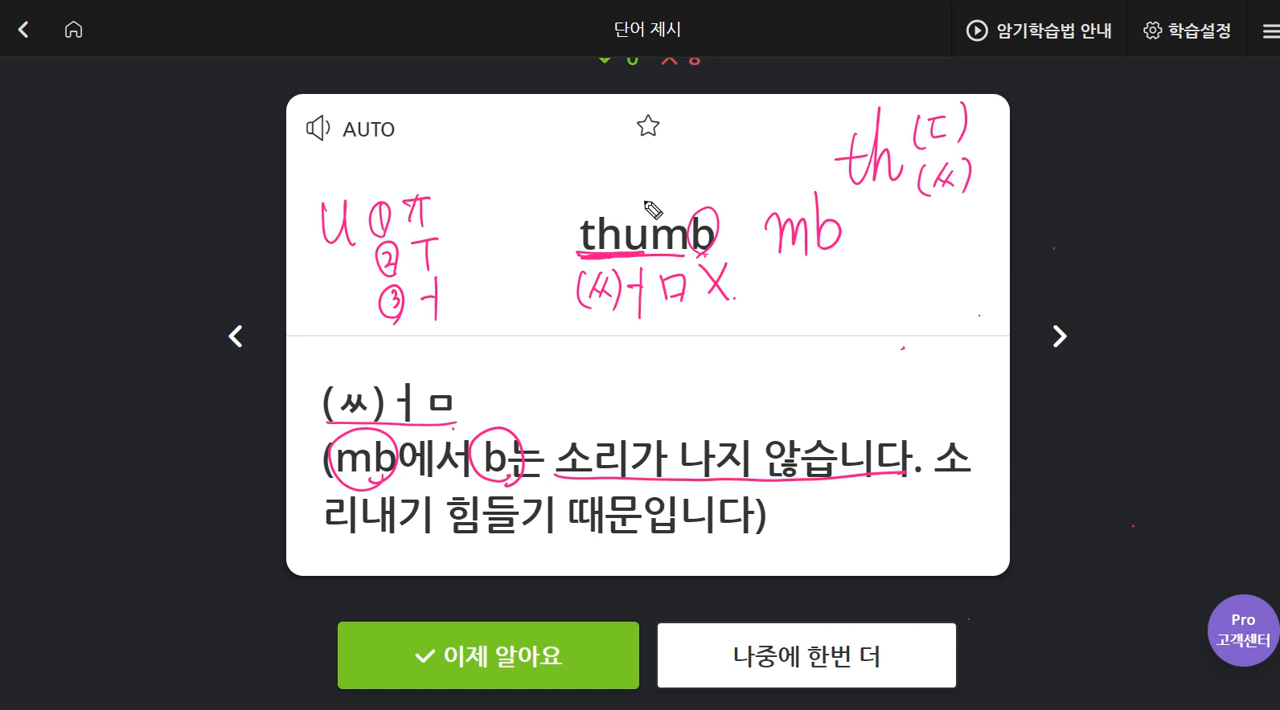 단어 제시
암기학습법 안내
학습설정
0 8
AUTO
th (ㄷ)
(ㅆ)
u ① ㅠ
② ㅜ
③ ㅓ
thumb
mb
(ㅆ)ㅓㅁ X
(ㅆ)ㅓㅁ
(mb에서 b는 소리가 나지 않습니다. 소
리내기 힘들기 때문입니다)
이제 알아요
나중에 한번 더
Pro
고객센터